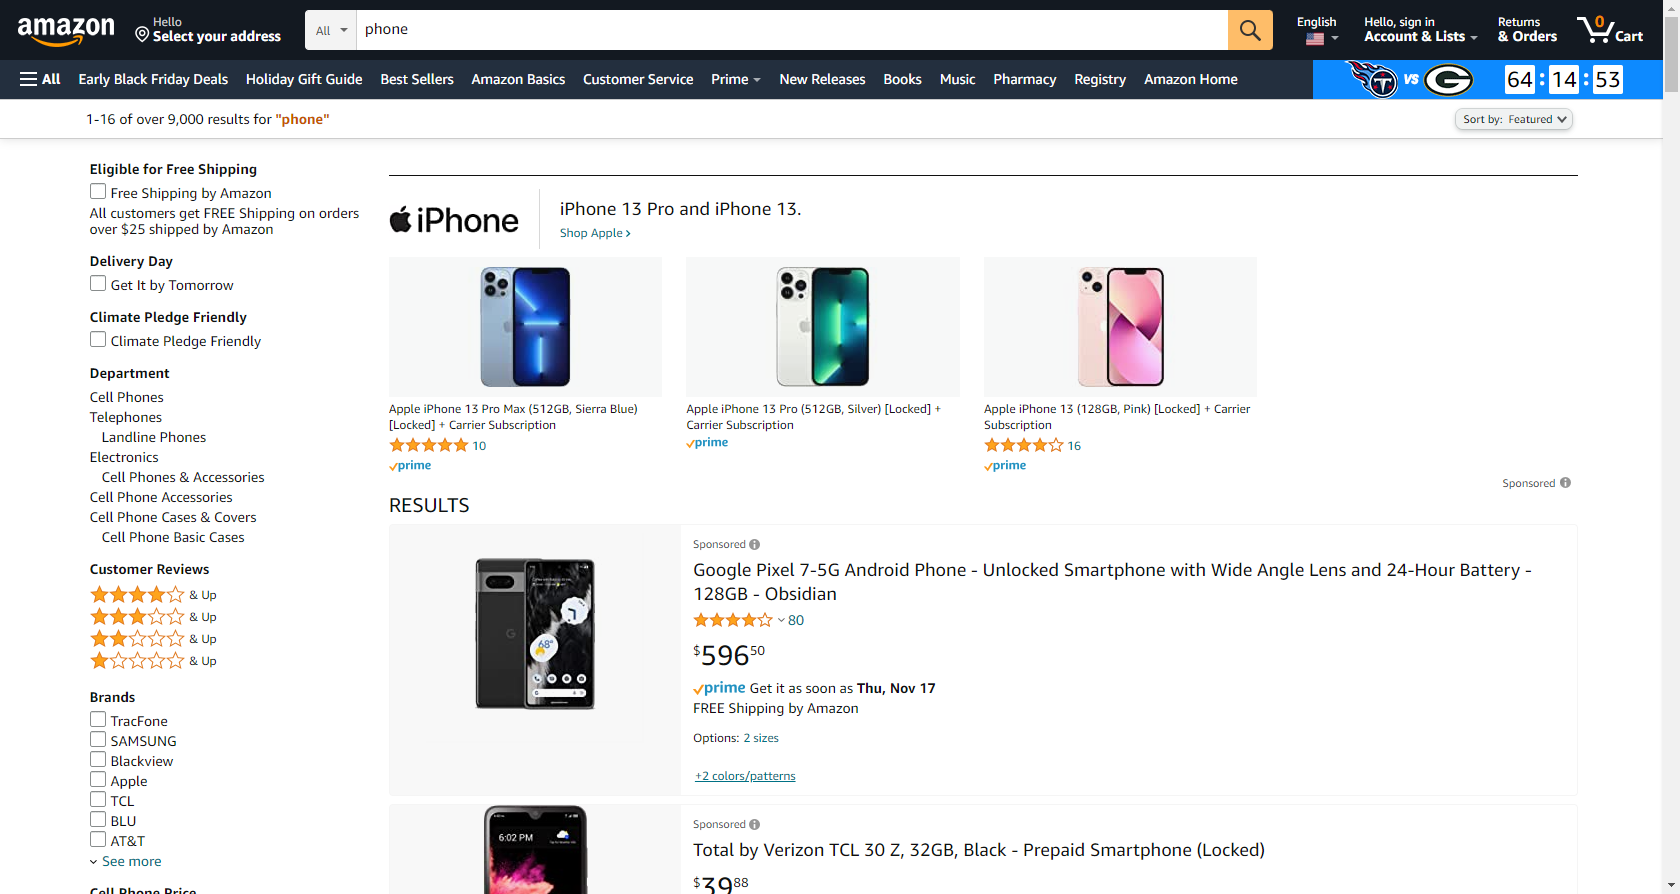 amazon
Hello
Select your address
All
phone
English
Hello, sign in
Account & Lists
Returns
& Orders
0
Cart
All
Early Black Friday Deals
Holiday Gift Guide
Best Sellers
Amazon Basics
Customer Service
Prime
New Releases
Books
Music
Pharmacy
Registry
Amazon Home
T
VS
G
64 : 14 : 53
1-16 of over 9,000 results for "phone"
Sort by: Featured
Eligible for Free Shipping
Free Shipping by Amazon
All customers get FREE Shipping on orders
over $25 shipped by Amazon
Delivery Day
Get It by Tomorrow
Climate Pledge Friendly
Climate Pledge Friendly
Department
Cell Phones
Telephones
Landline Phones
Electronics
Cell Phones & Accessories
Cell Phone Accessories
Cell Phone Cases & Covers
Cell Phone Basic Cases
Customer Reviews
& Up
& Up
& Up
& Up
Brands
TracFone
SAMSUNG
Blackview
Apple
TCL
BLU
AT&T
See more
Cell Phone Price
iPhone
iPhone 13 Pro and iPhone 13.
Shop Apple ›
Apple iPhone 13 Pro Max (512GB, Sierra Blue)
[Locked] + Carrier Subscription
10
prime
Apple iPhone 13 Pro (512GB, Silver) [Locked] +
Carrier Subscription
prime
Apple iPhone 13 (128GB, Pink) [Locked] + Carrier
Subscription
16
prime
Sponsored
RESULTS
G
68°
G
Sponsored
Google Pixel 7-5G Android Phone - Unlocked Smartphone with Wide Angle Lens and 24-Hour Battery -
128GB - Obsidian
80
$596 50
prime Get it as soon as Thu, Nov 17
FREE Shipping by Amazon
Options: 2 sizes
+2 colors/patterns
6:02 PM
Sponsored
Total by Verizon TCL 30 Z, 32GB, Black - Prepaid Smartphone (Locked)
$39 88